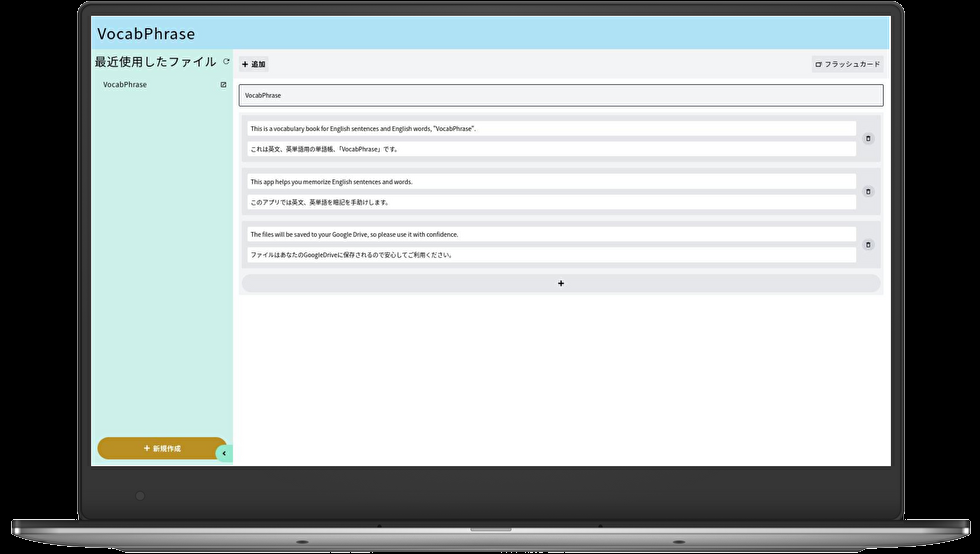 VocabPhrase
最近使用したファイル
VocabPhrase
+ 新規作成
+ 追加
フラッシュカード
VocabPhrase
This is a vocabulary book for English sentences and English words, "VocabPhrase".
これは英文、英単語用の単語帳、「VocabPhrase」です。
This app helps you memorize English sentences and words.
このアプリでは英文、英単語を暗記を手助けします。
The files will be saved to your Google Drive, so please use it with confidence.
ファイルはあなたのGoogleDriveに保存されるので安心してご利用ください。
+